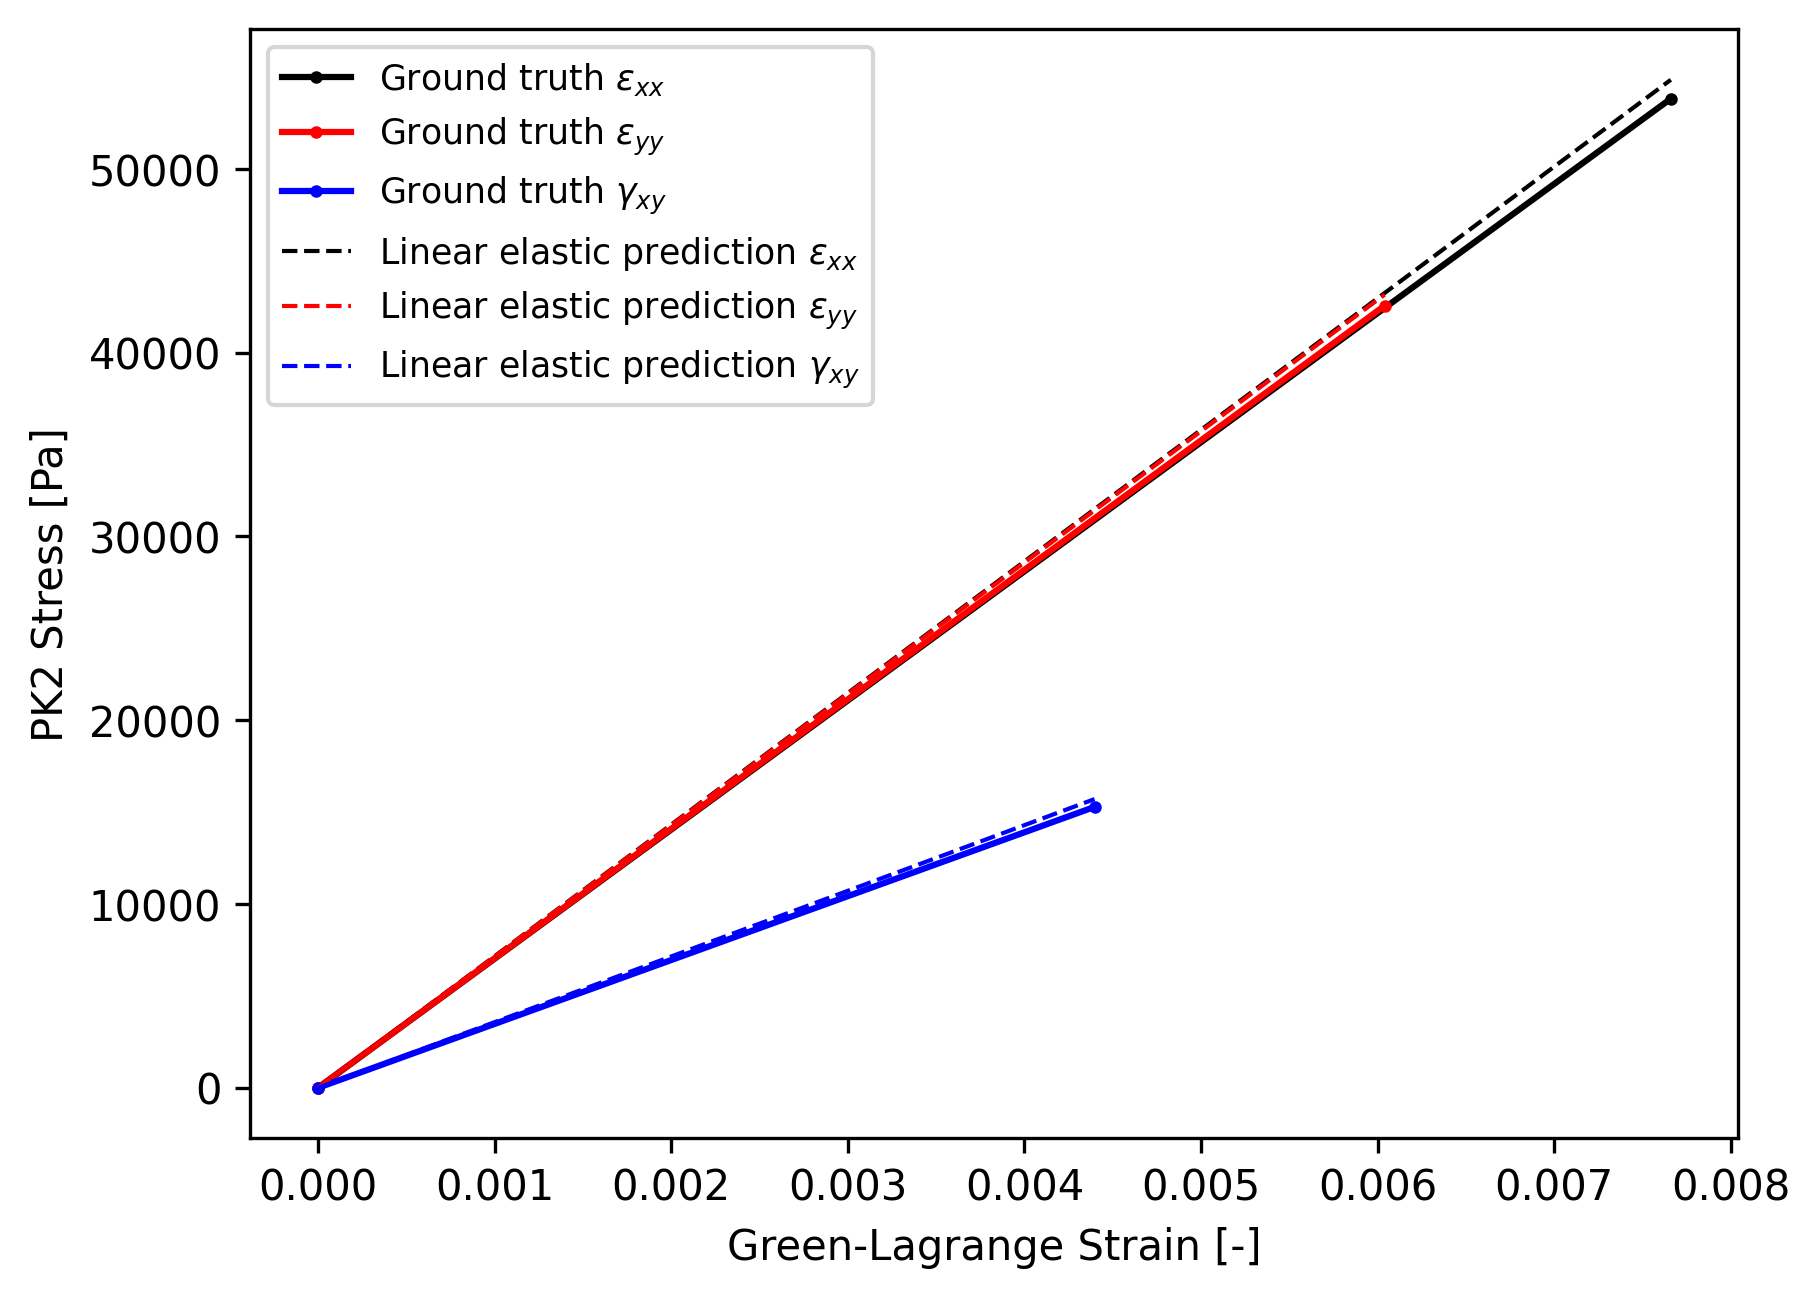 Ground truth εxx
Ground truth εyy
Ground truth γxy
Linear elastic prediction εxx
Linear elastic prediction εyy
Linear elastic prediction γxy
50000
40000
30000
20000
10000
0
PK2 Stress [Pa]
0.000 0.001 0.002 0.003 0.004 0.005 0.006 0.007 0.008
Green-Lagrange Strain [-]